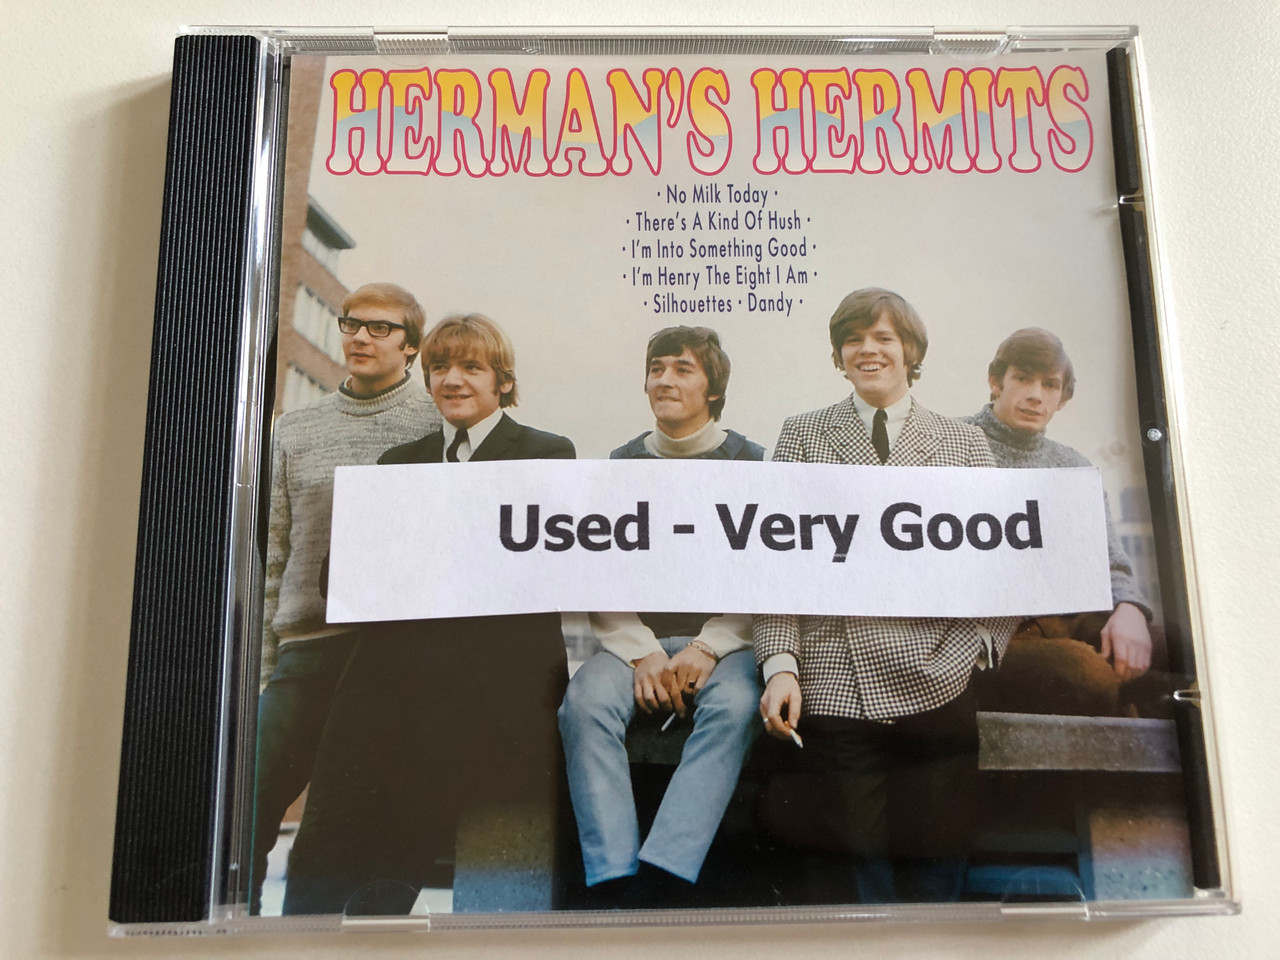 HERMAN'S HERMITS
· No Milk Today ·
· There's A Kind Of Hush ·
· I'm Into Something Good ·
· I'm Henry The Eight I Am ·
· Silhouettes · Dandy ·
Used - Very Good